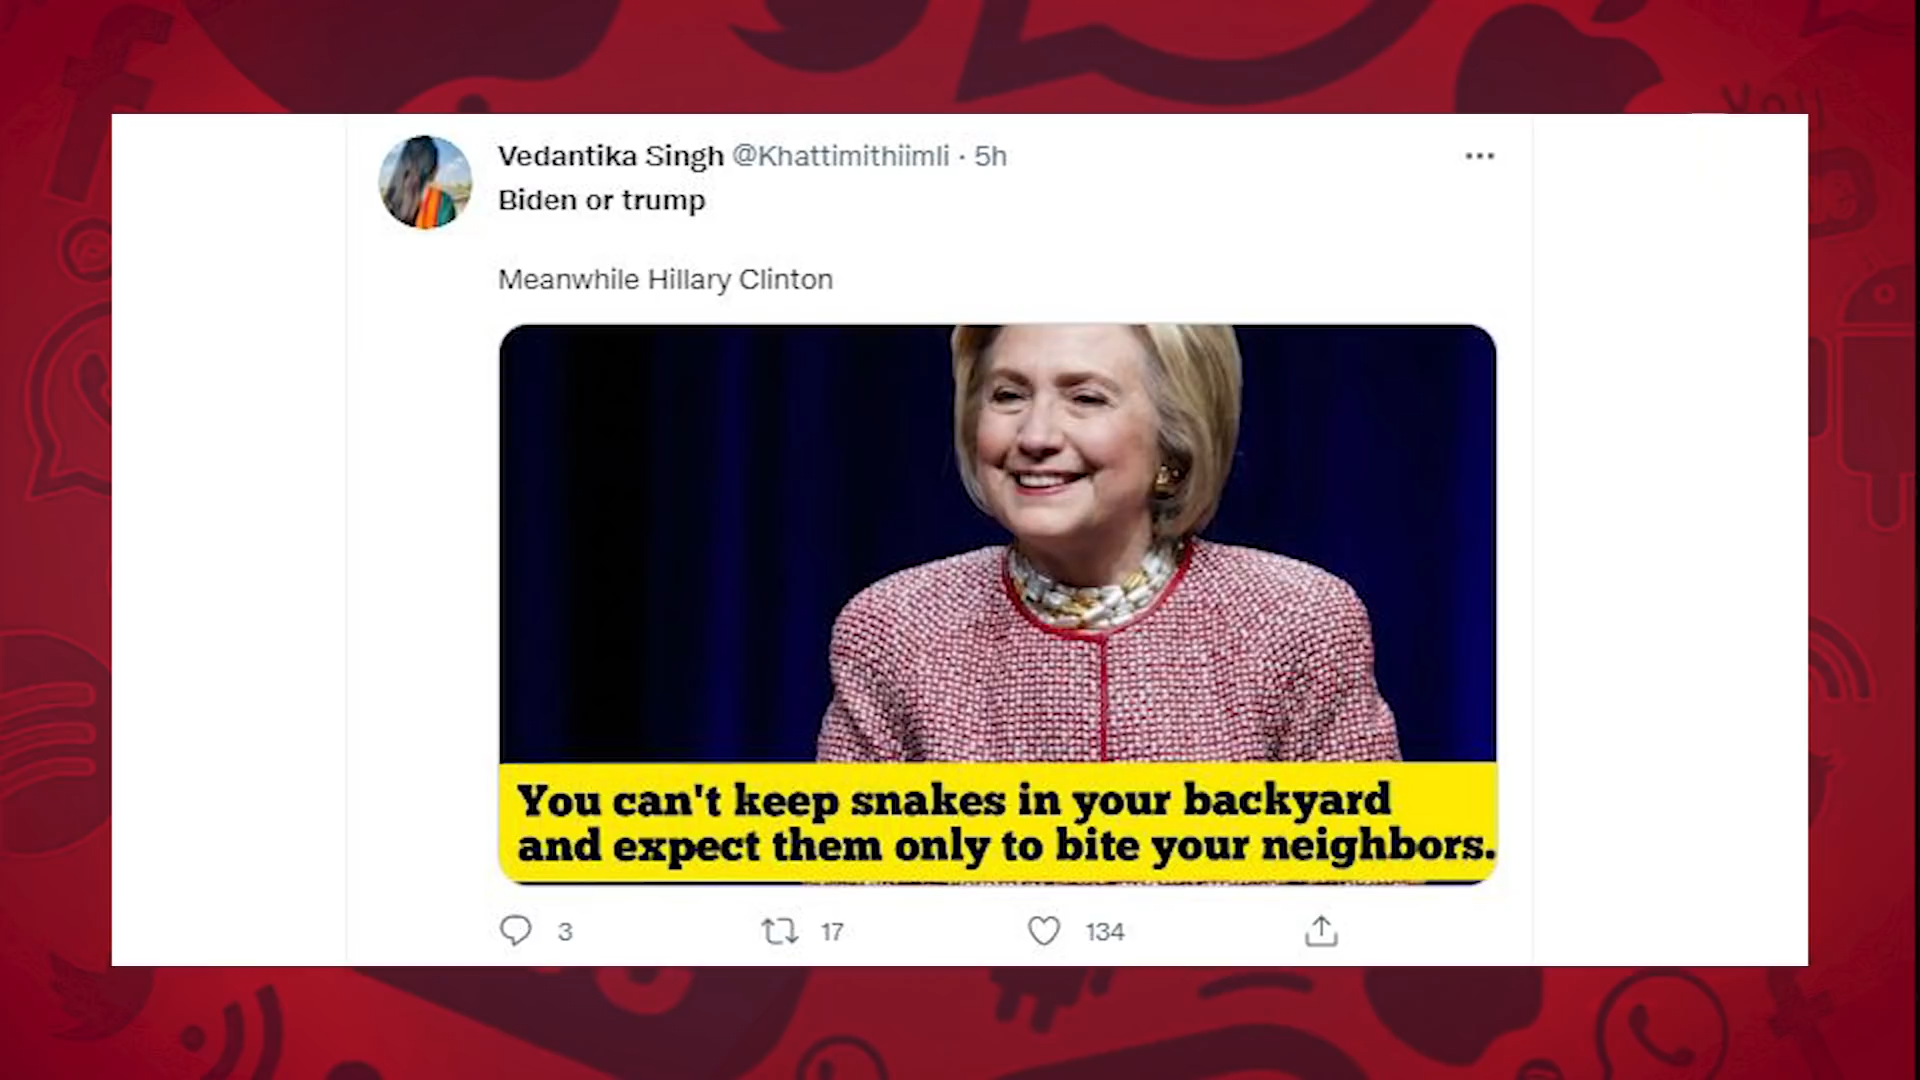 Vedantika Singh @Khattimithiimli · 5h
Biden or trump
Meanwhile Hillary Clinton
You can't keep snakes in your backyard
and expect them only to bite your neighbors.
3 17 134
You